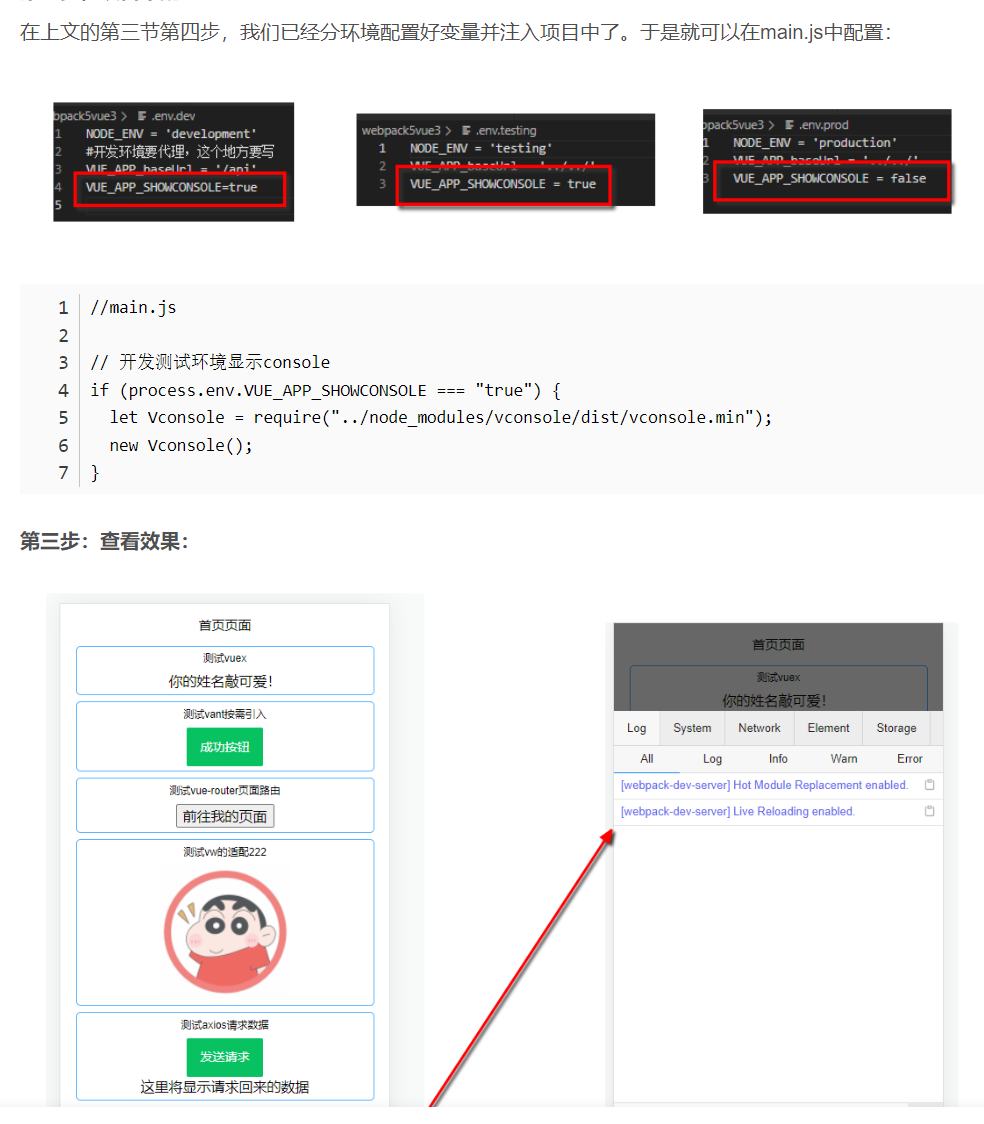 在上文的第三节第四步，我们已经分环境配置好变量并注入项目中了。于是就可以在main.js中配置：
bpack5vue3 > .env.dev
1 NODE_ENV = 'development'
2 #开发环境要代理，这个地方要写
3 VUE_APP_baseUrl = '/api'
4 VUE_APP_SHOWCONSOLE=true
5
webpack5vue3 > .env.testing
1 NODE_ENV = 'testing'
2 VUE_APP_baseUrl = '../../'
3 VUE_APP_SHOWCONSOLE = true
bpack5vue3 > .env.prod
1 NODE_ENV = 'production'
2 VUE_APP_baseUrl = '../../'
3 VUE_APP_SHOWCONSOLE = false
1 //main.js
2
3 // 开发测试环境显示console
4 if (process.env.VUE_APP_SHOWCONSOLE === "true") {
5 let Vconsole = require("../node_modules/vconsole/dist/vconsole.min");
6 new Vconsole();
7 }
第三步：查看效果：
首页页面
测试vuex
你的姓名敲可爱！
测试vant按需引入
成功按钮
测试vue-router页面路由
前往我的页面
测试vw的适配222
测试axios请求数据
发送请求
这里将显示请求回来的数据
首页页面
测试vuex
你的姓名敲可爱！
Log System Network Element Storage
All Log Info Warn Error
[webpack-dev-server] Hot Module Replacement enabled.
[webpack-dev-server] Live Reloading enabled.